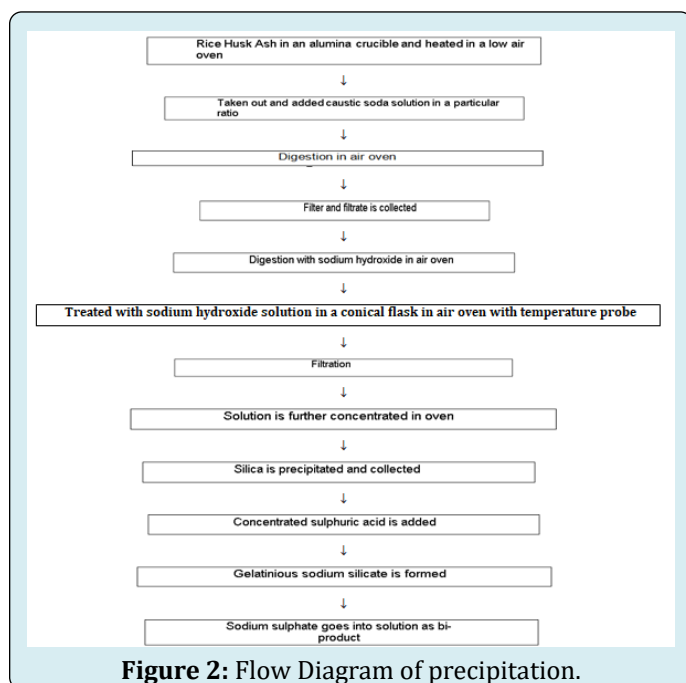 Rice Husk Ash in an alumina crucible and heated in a low air
oven
↓
Taken out and added caustic soda solution in a particular
ratio
↓
Digestion in air oven
↓
Filter and filtrate is collected
↓
Digestion with sodium hydroxide in air oven
↓
Treated with sodium hydroxide solution in a conical flask in air oven with temperature probe
↓
Filtration
↓
Solution is further concentrated in oven
↓
Silica is precipitated and collected
↓
Concentrated sulphuric acid is added
↓
Gelatinious sodium silicate is formed
↓
Sodium sulphate goes into solution as bi-
product
Figure 2: Flow Diagram of precipitation.